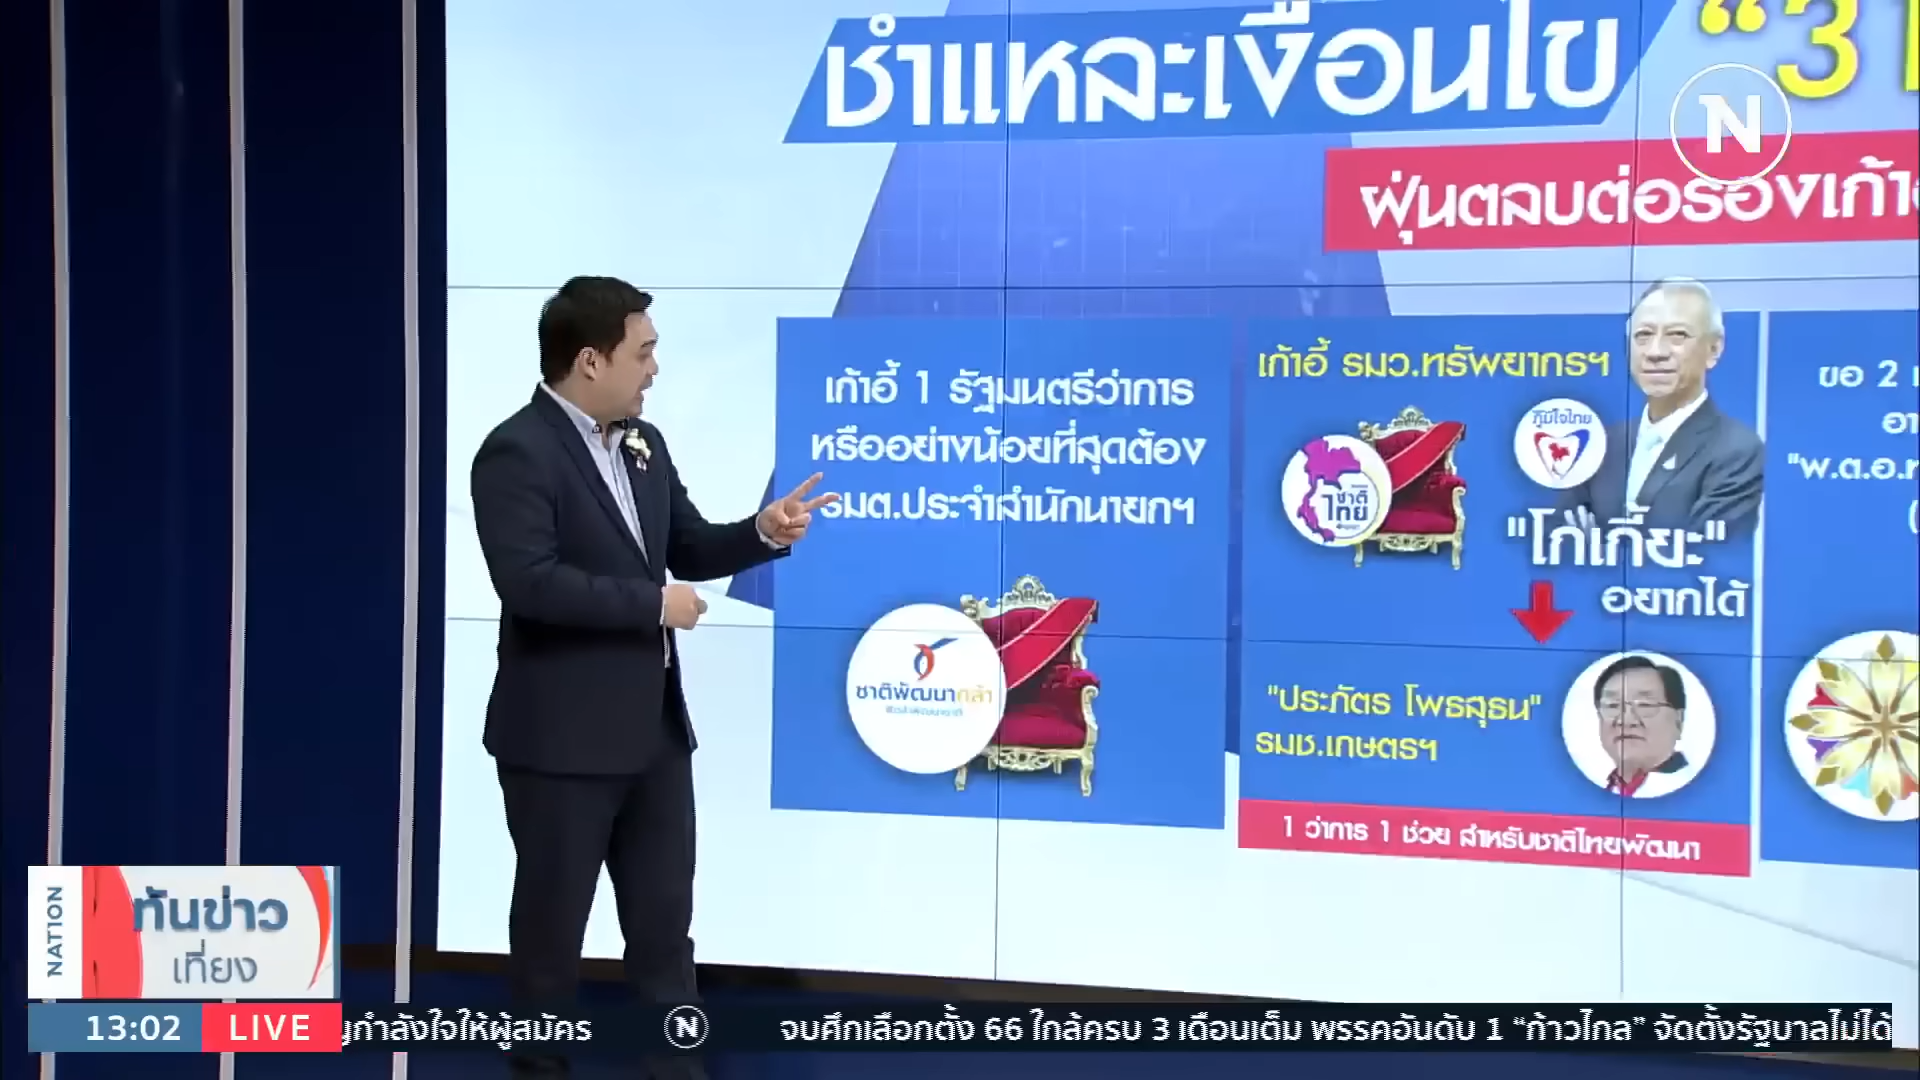 ชำแหละเงื่อนไข "31
N
ฝุ่นตลบต่อรองเก้าอ
เก้าอี้ 1 รัฐมนตรีว่าการ
หรืออย่างน้อยที่สุดต้อง
รมต.ประจำสำนักนายกฯ
ชาติพัฒนากล้า
เก้าอี้ รมว.ทรัพยากรฯ
ภูมิใจไทย
ชาติ
ไทย
พัฒนา
"โกเกี๊ยะ"
อยากได้
"ประภัตร โพธสุธน"
รมช.เกษตรฯ
1 ว่าการ 1 ช่วย สำหรับชาติไทยพัฒนา
ขอ 2
"พ.ต.อ.ท
NATION
ทันข่าว
เที่ยง
13:02 LIVE
กำลังใจให้ผู้สมัคร N จบศึกเลือกตั้ง 66 ใกล้ครบ 3 เดือนเต็ม พรรคอันดับ 1 “ก้าวไกล” จัดตั้งรัฐบาลไม่ได้